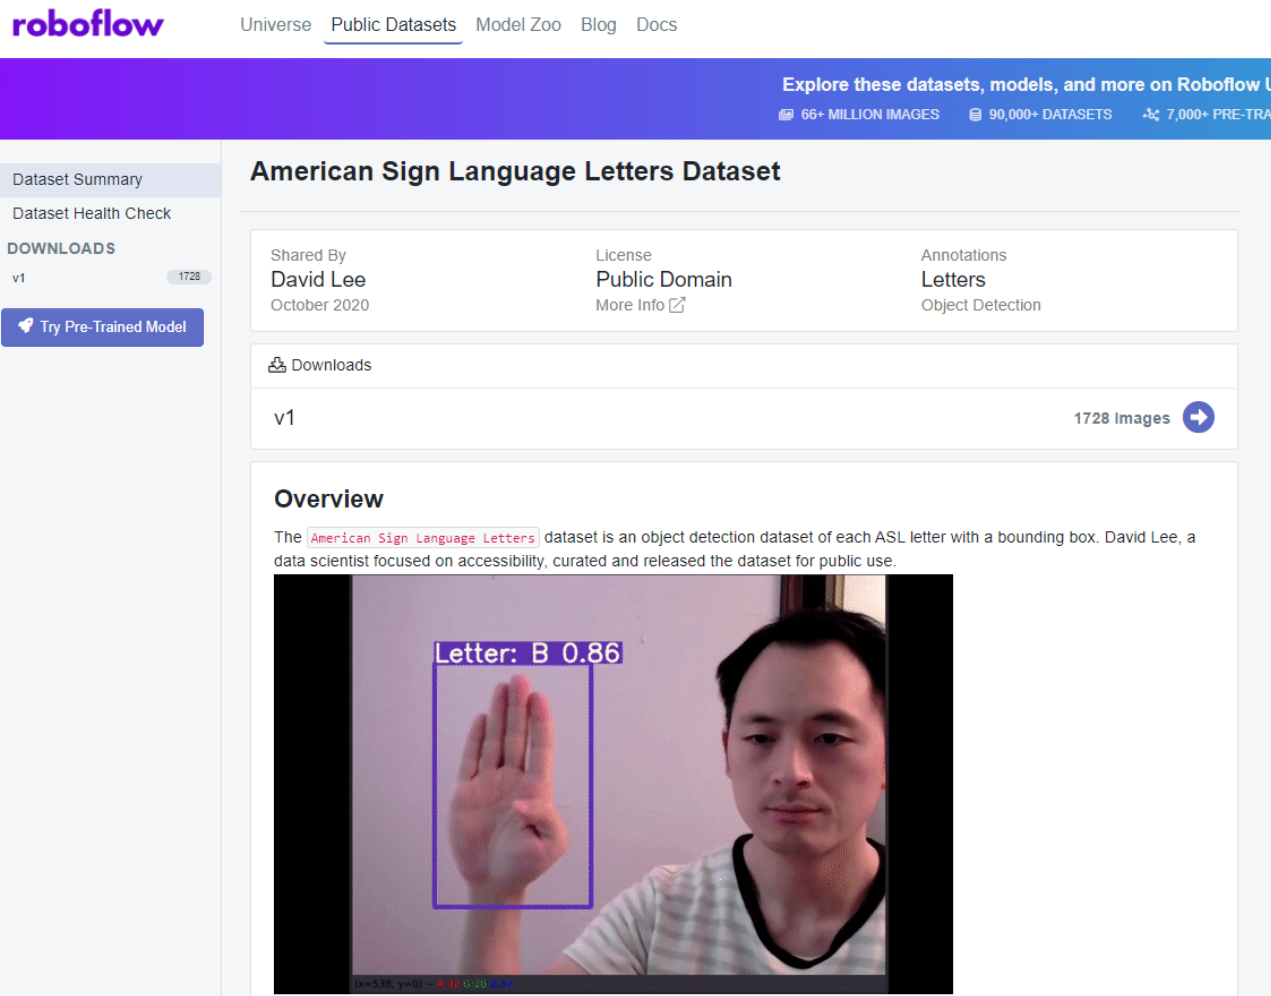 roboflow
Universe Public Datasets Model Zoo Blog Docs
Explore these datasets, models, and more on Roboflow U
66+ MILLION IMAGES 90,000+ DATASETS 7,000+ PRE-TRA
Dataset Summary
Dataset Health Check
DOWNLOADS
v1 1728
Try Pre-Trained Model
American Sign Language Letters Dataset
Shared By
David Lee
October 2020
License
Public Domain
More Info
Annotations
Letters
Object Detection
Downloads
v1 1728 Images
Overview
The American Sign Language Letters dataset is an object detection dataset of each ASL letter with a bounding box. David Lee, a
data scientist focused on accessibility, curated and released the dataset for public use.
Letter: B 0.86
(x=538, y=0) ~